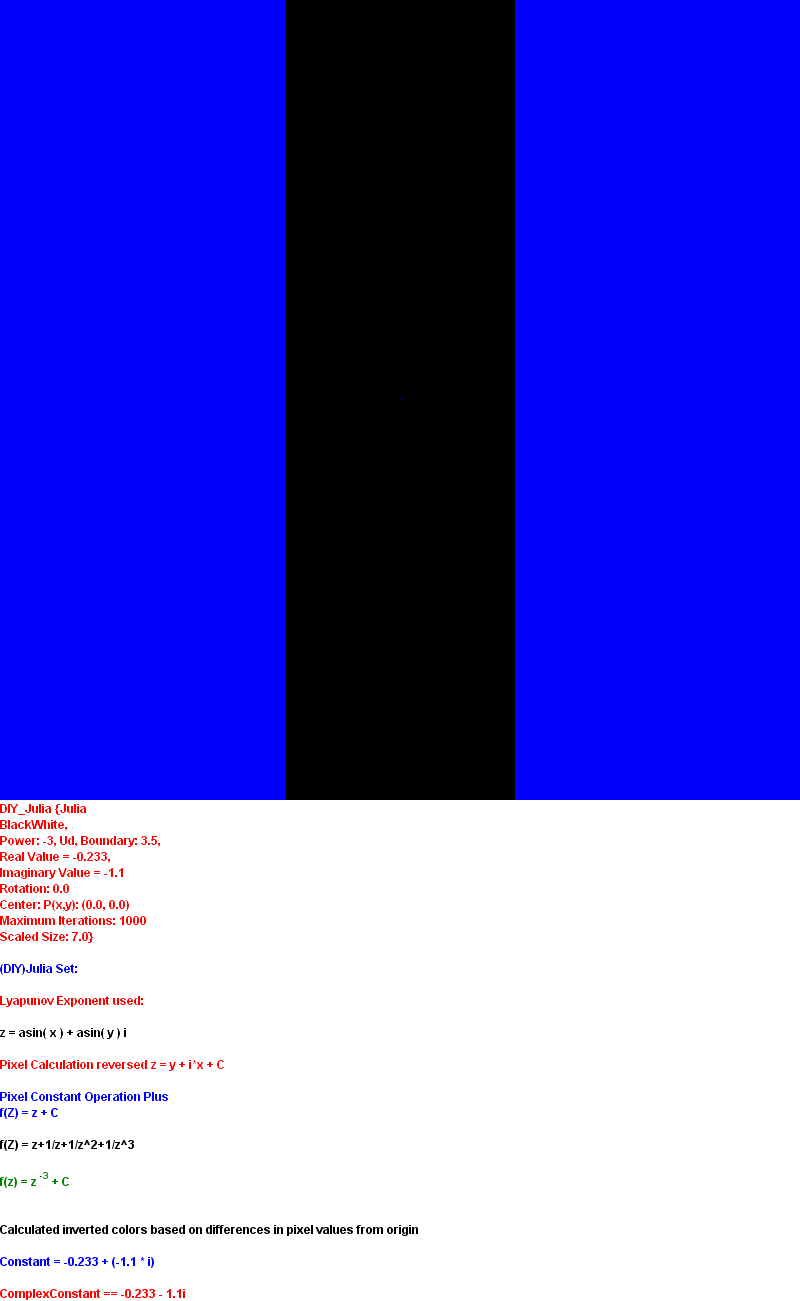 DIY_Julia {Julia
BlackWhite,
Power: -3, Ud, Boundary: 3.5,
Real Value = -0.233,
Imaginary Value = -1.1
Rotation: 0.0
Center: P(x,y): (0.0, 0.0)
Maximum Iterations: 1000
Scaled Size: 7.0}
(DIY)Julia Set:
Lyapunov Exponent used:
z = asin( x ) + asin( y ) i
Pixel Calculation reversed z = y + i*x + C
Pixel Constant Operation Plus
f(Z) = z + C
f(Z) = z+1/z+1/z^2+1/z^3
f(z) = z -3 + C
Calculated inverted colors based on differences in pixel values from origin
Constant = -0.233 + (-1.1 * i)
ComplexConstant == -0.233 - 1.1i